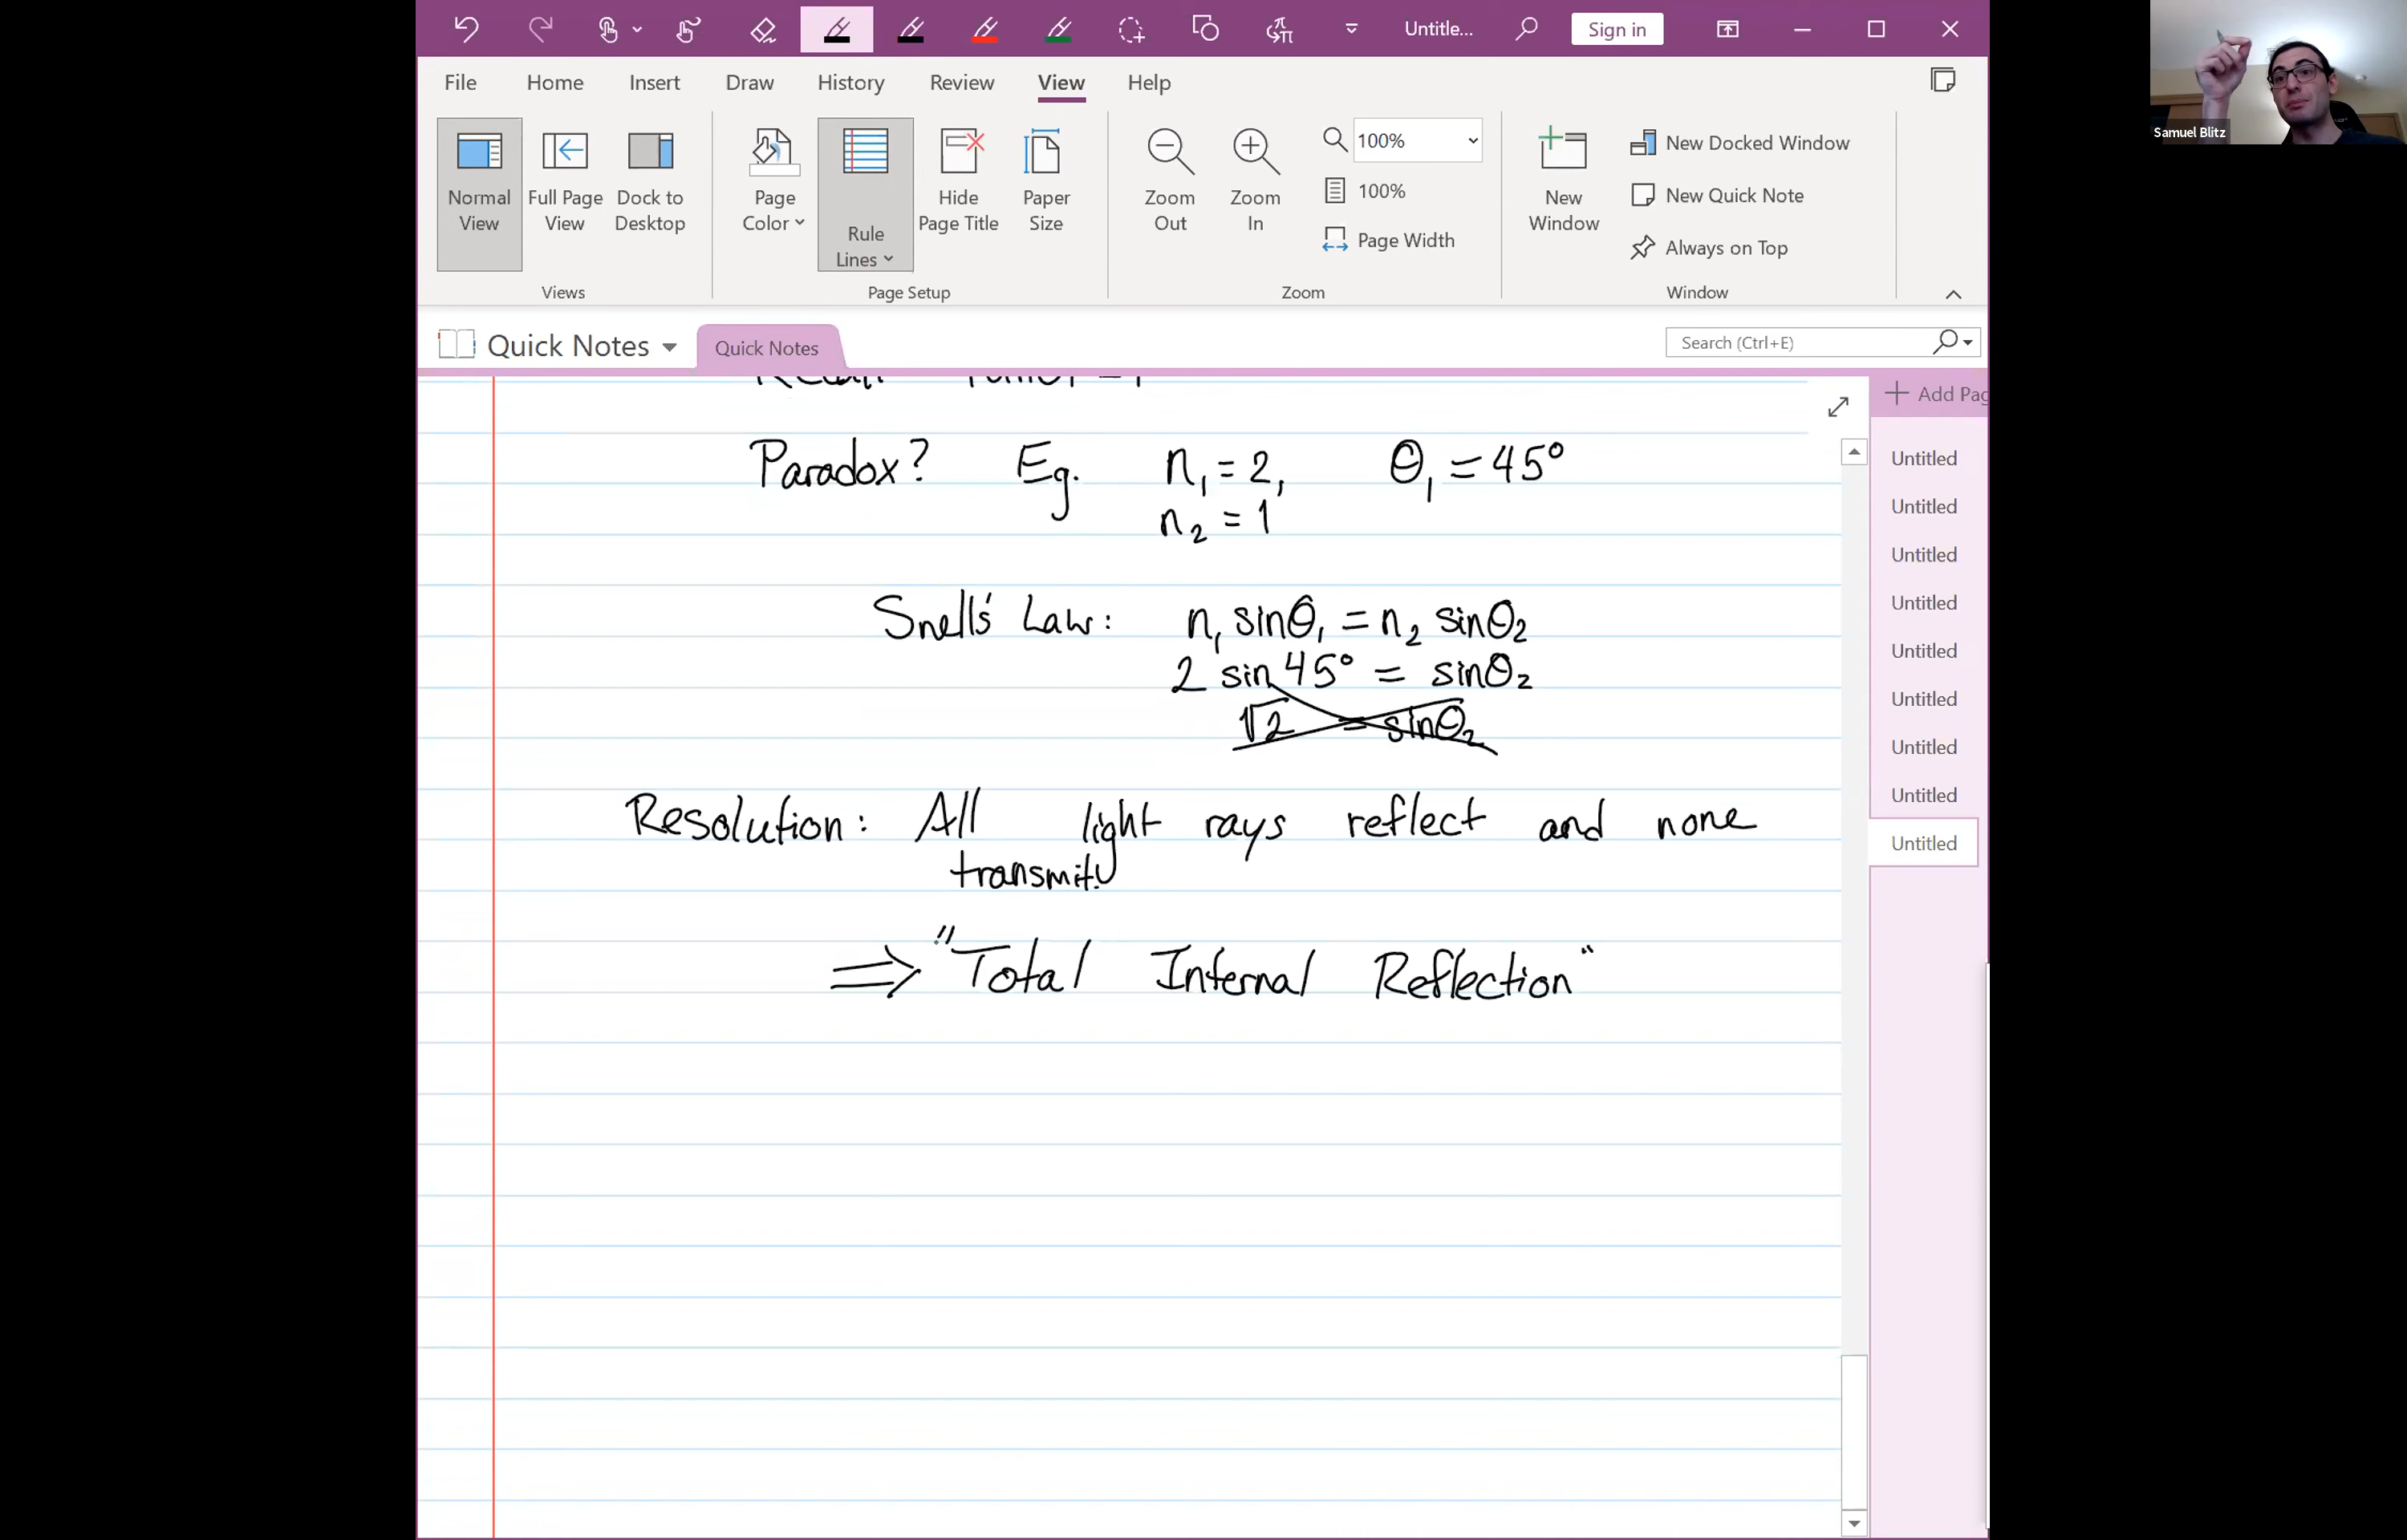 Untitle...
Sign in
File Home Insert Draw History Review View Help
Normal View
Full Page View
Dock to Desktop
Page Color
Rule Lines
Hide Page Title
Paper Size
Zoom Out
Zoom In
100%
100%
Page Width
New Window
New Docked Window
New Quick Note
Always on Top
Views Page Setup Zoom Window
Quick Notes
Quick Notes
Search (Ctrl+E)
Add Pag
Untitled
Untitled
Untitled
Untitled
Untitled
Untitled
Untitled
Untitled
Untitled
Paradox? Eg. n₁ = 2, θ₁ = 45°
n₂ = 1
Snell's Law: n₁ sinθ₁ = n₂ sinθ₂
2 sin 45° = sinθ₂
√2 = sinθ₂
Resolution: All light rays reflect and none
transmit!
⇒ "Total Internal Reflection"
Samuel Blitz